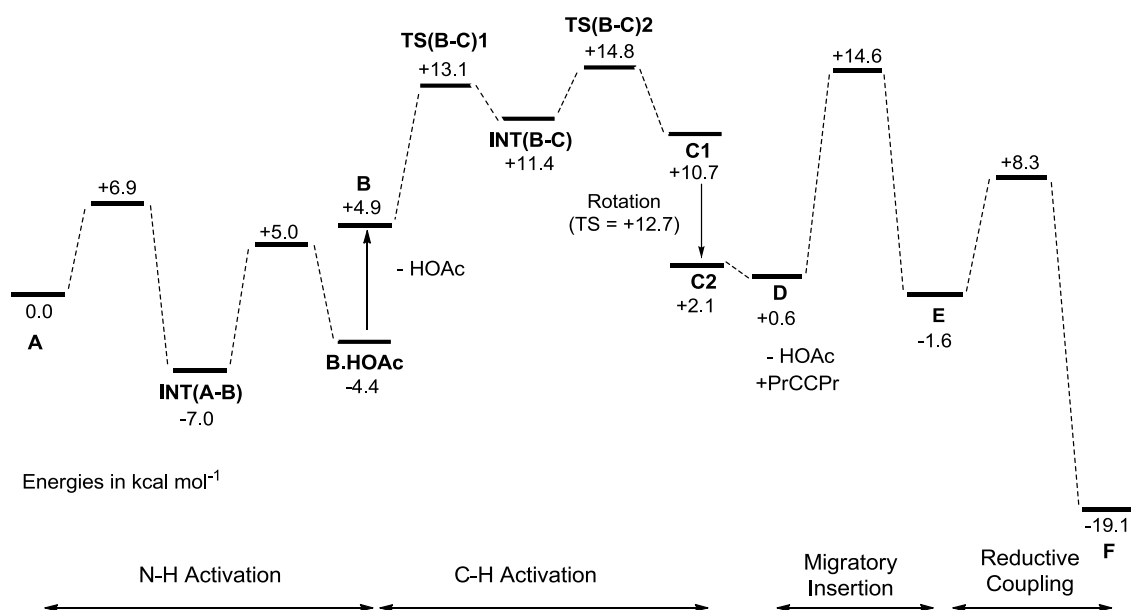 TS(B-C)1
+13.1
TS(B-C)2
+14.8
+14.6
INT(B-C)
+11.4
C1
+10.7
+6.9
B
+4.9
Rotation
(TS = +12.7)
+8.3
+5.0
- HOAc
0.0
A
C2
+2.1
D
+0.6
E
-1.6
B.HOAc
-4.4
INT(A-B)
-7.0
- HOAc
+PrCCPr
Energies in kcal mol⁻¹
-19.1
F
N-H Activation
C-H Activation
Migratory
Insertion
Reductive
Coupling